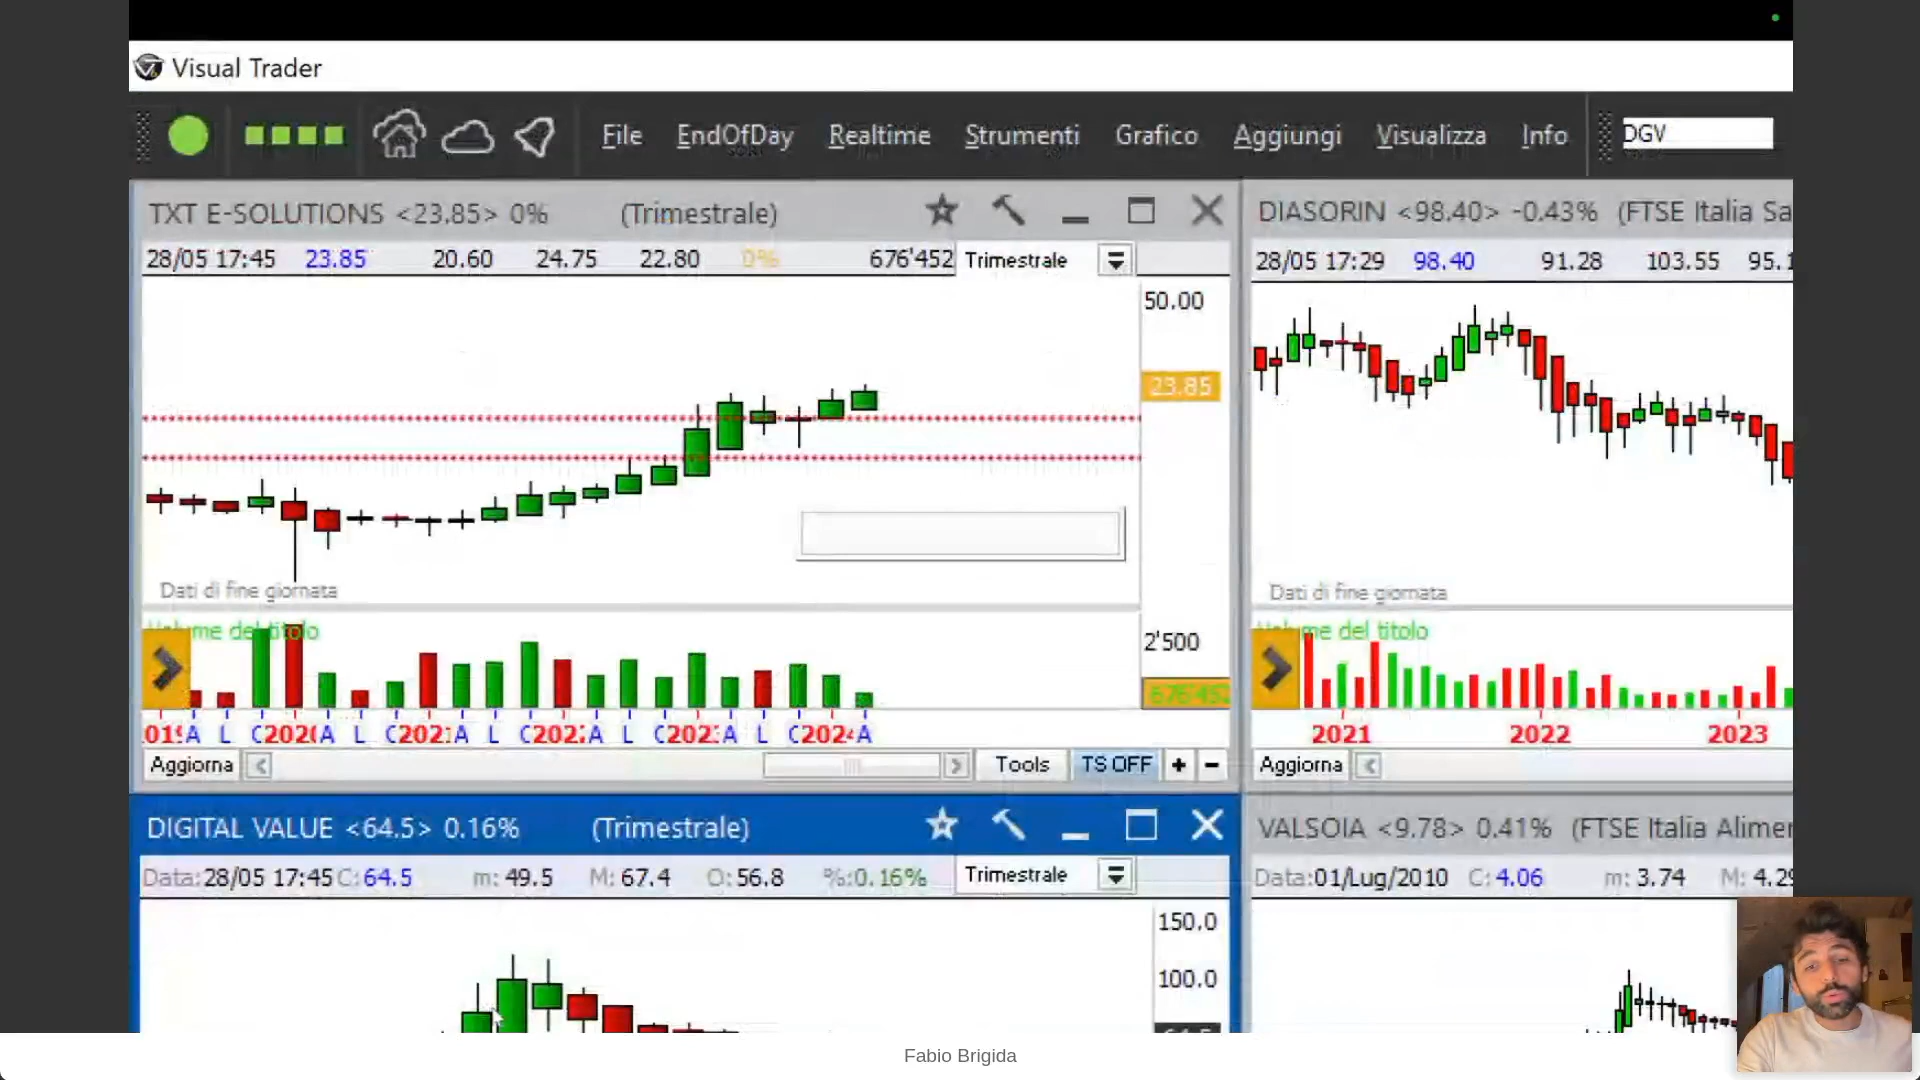 Visual Trader
File EndOfDay Realtime Strumenti Grafico Aggiungi Visualizza Info DGV
TXT E-SOLUTIONS <23.85> 0% (Trimestrale)
28/05 17:45 23.85 20.60 24.75 22.80 0% 676'452 Trimestrale
50.00
23.85
Dati di fine giornata
Volume del titolo
2'500
676'452
A L C 2020 A L C A L C A L C A L C 2024 A
Aggiorna Tools TS OFF + -
DIASORIN <98.40> -0.43% (FTSE Italia Sa
28/05 17:29 98.40 91.28 103.55 95.1
Dati di fine giornata
Volume del titolo
2021 2022 2023
Aggiorna
DIGITAL VALUE <64.5> 0.16% (Trimestrale)
Data:28/05 17:45 C:64.5 m:49.5 M:67.4 O:56.8 %:0.16% Trimestrale
150.0
100.0
VALSOIA <9.78> 0.41% (FTSE Italia Alimen
Data:01/Lug/2010 C:4.06 m:3.74 M:4.29
Fabio Brigida